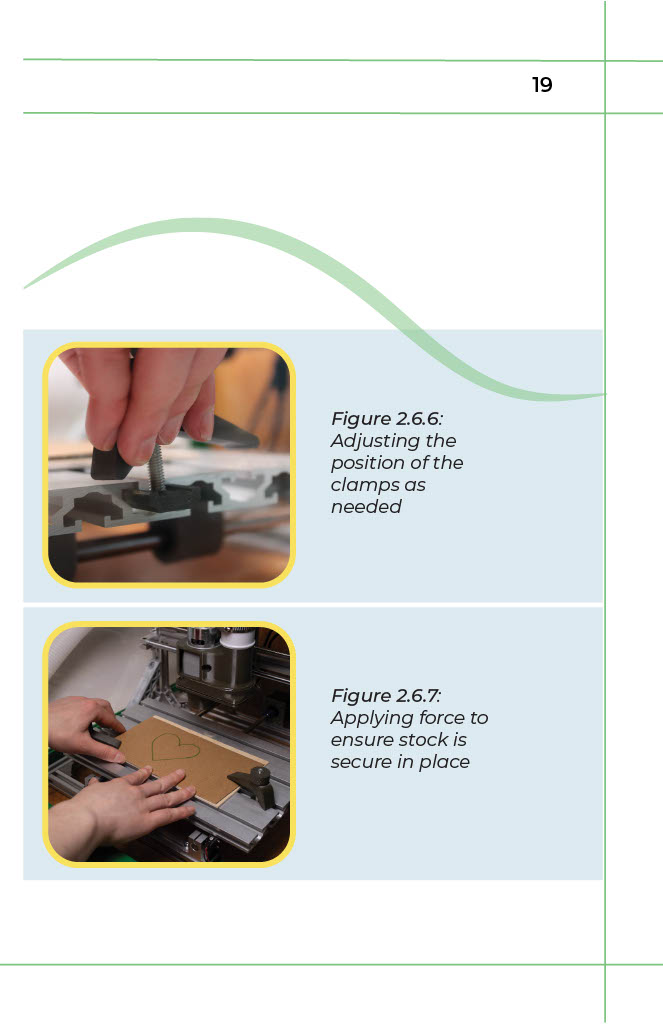 19
Figure 2.6.6:
Adjusting the
position of the
clamps as
needed
Figure 2.6.7:
Applying force to
ensure stock is
secure in place